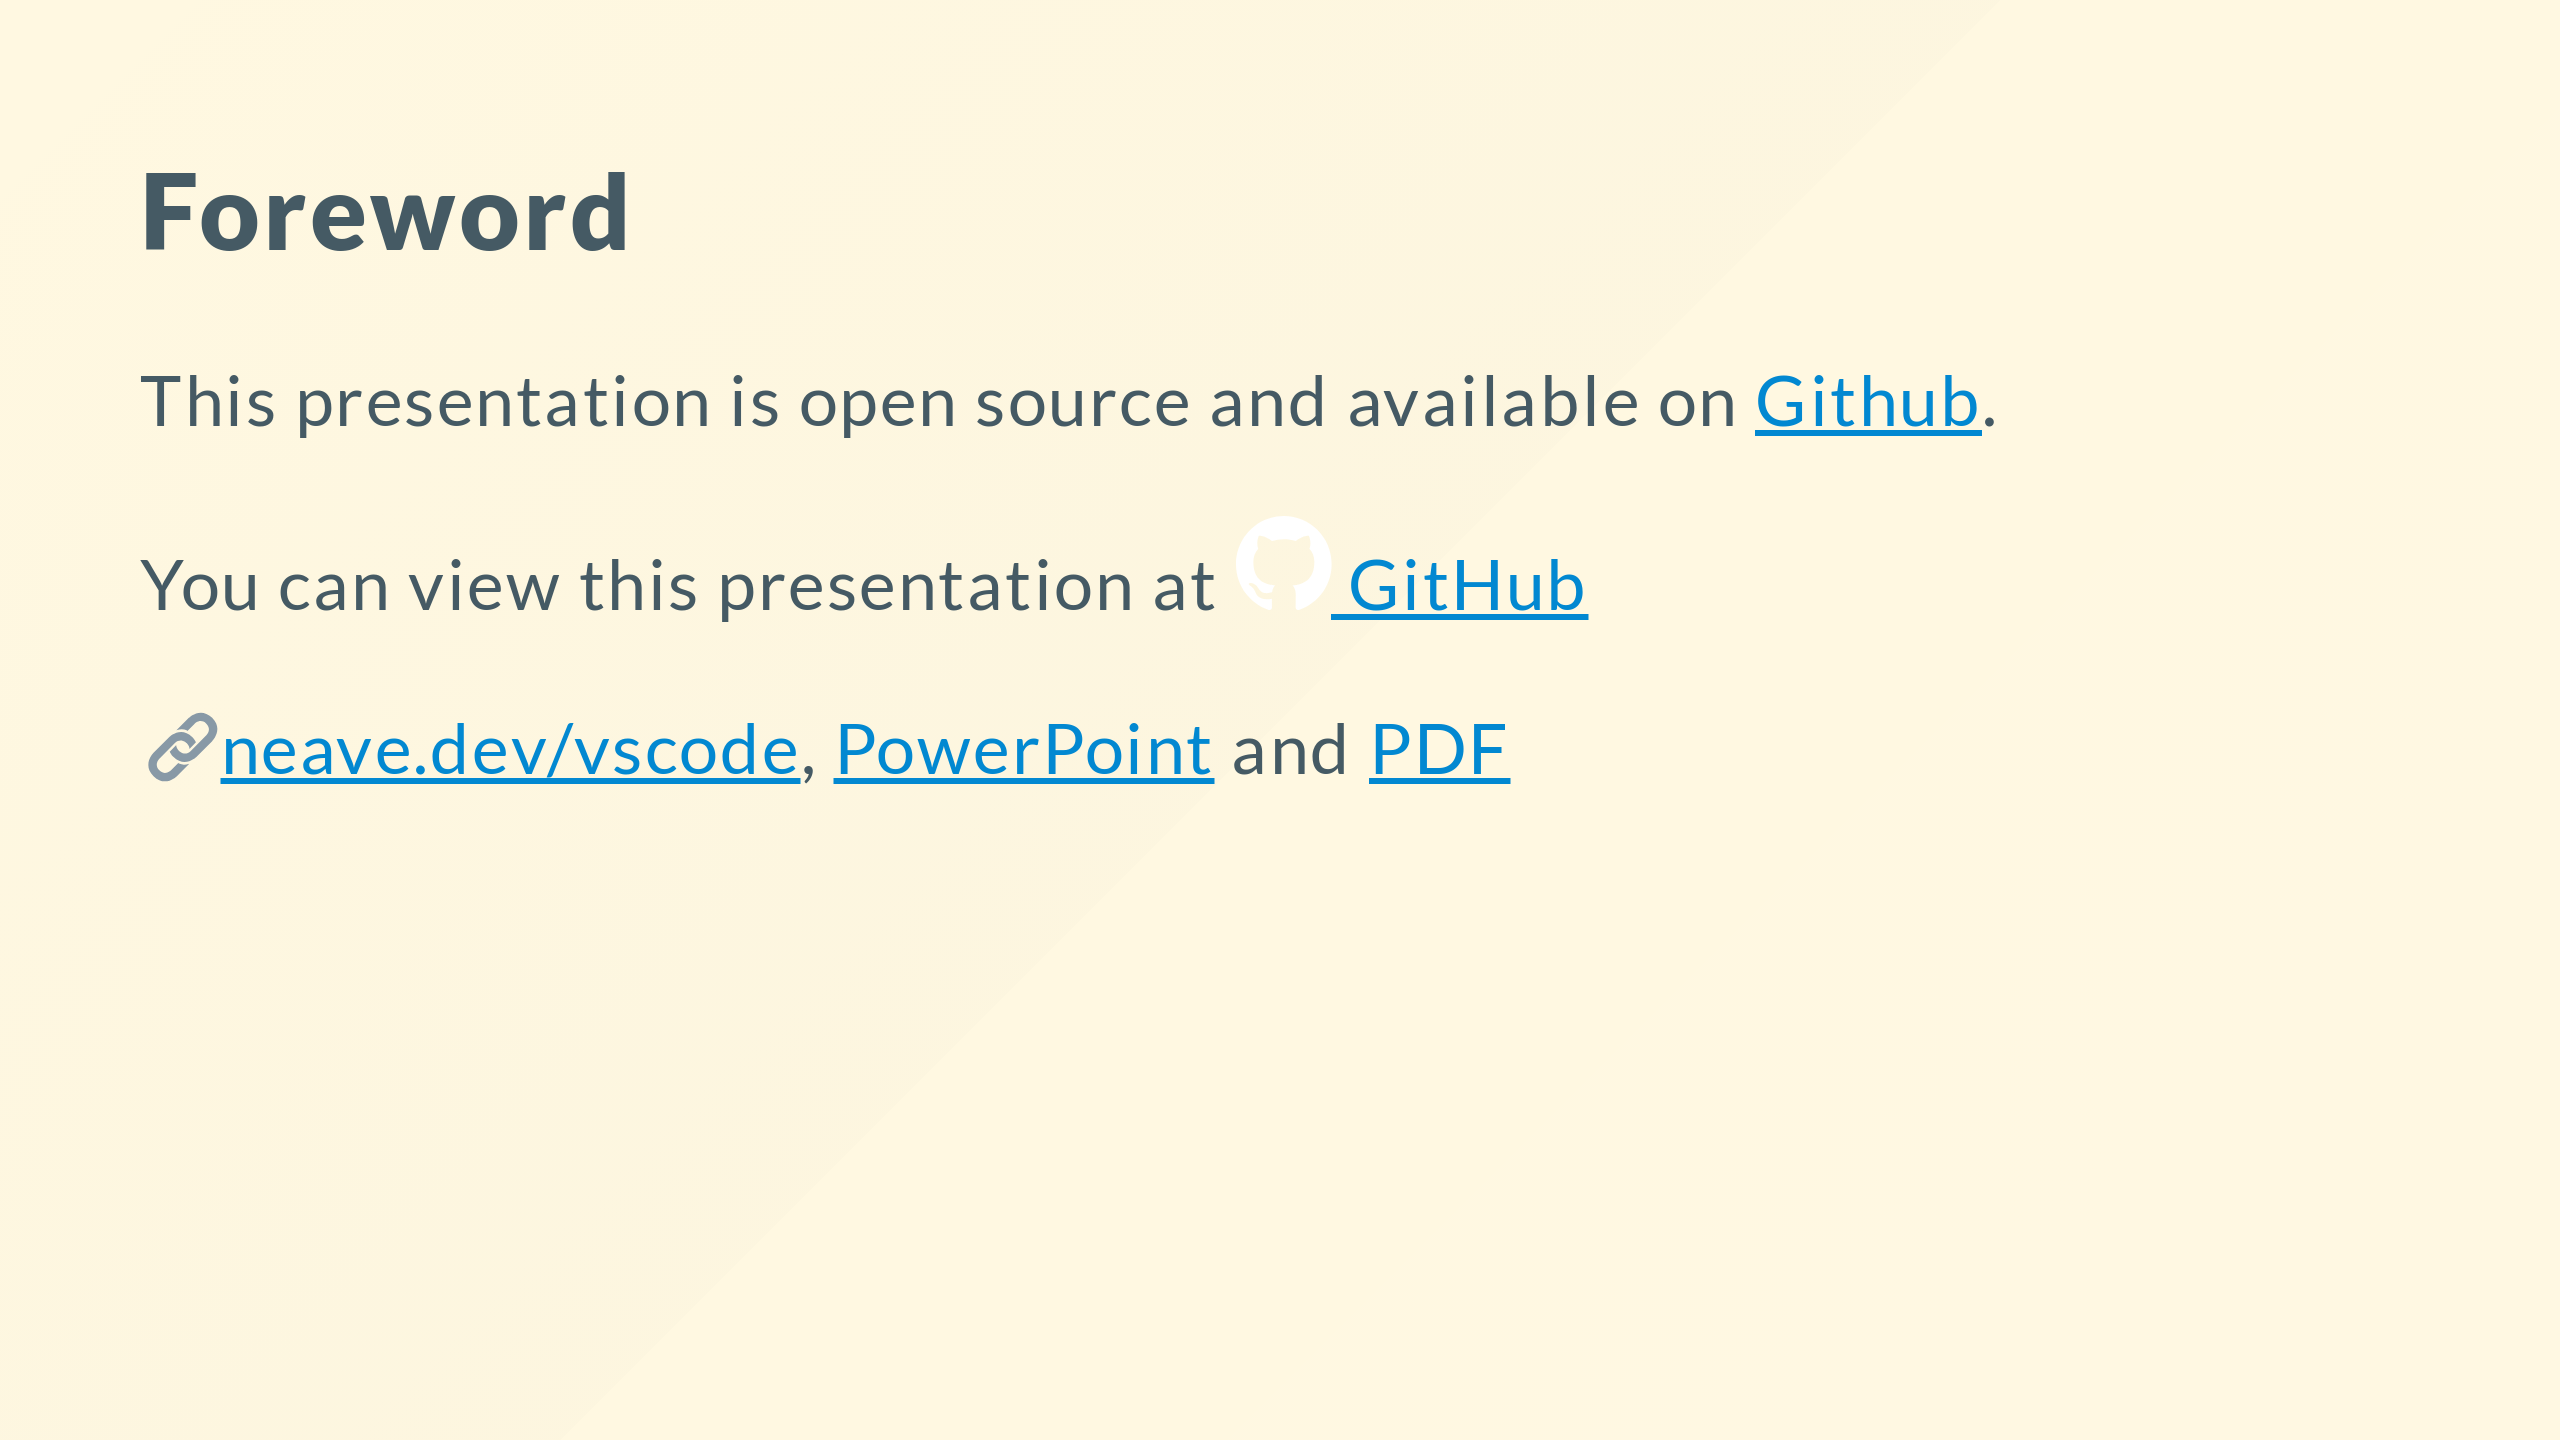 Foreword
This presentation is open source and available on Github.
You can view this presentation at GitHub
🔗neave.dev/vscode, PowerPoint and PDF